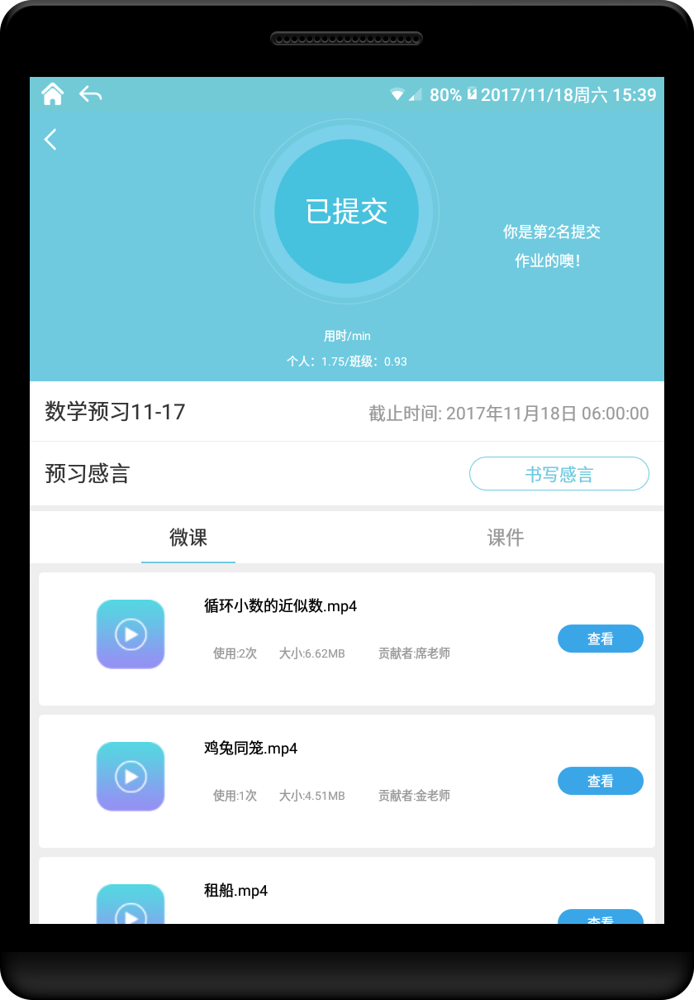 80% 2017/11/18周六 15:39
已提交
你是第2名提交
作业的噢!
用时/min
个人：1.75/班级：0.93
数学预习11-17
截止时间: 2017年11月18日 06:00:00
预习感言
书写感言
微课
课件
循环小数的近似数.mp4
使用:2次 大小:6.62MB 贡献者:席老师
查看
鸡兔同笼.mp4
使用:1次 大小:4.51MB 贡献者:金老师
查看
租船.mp4
查看